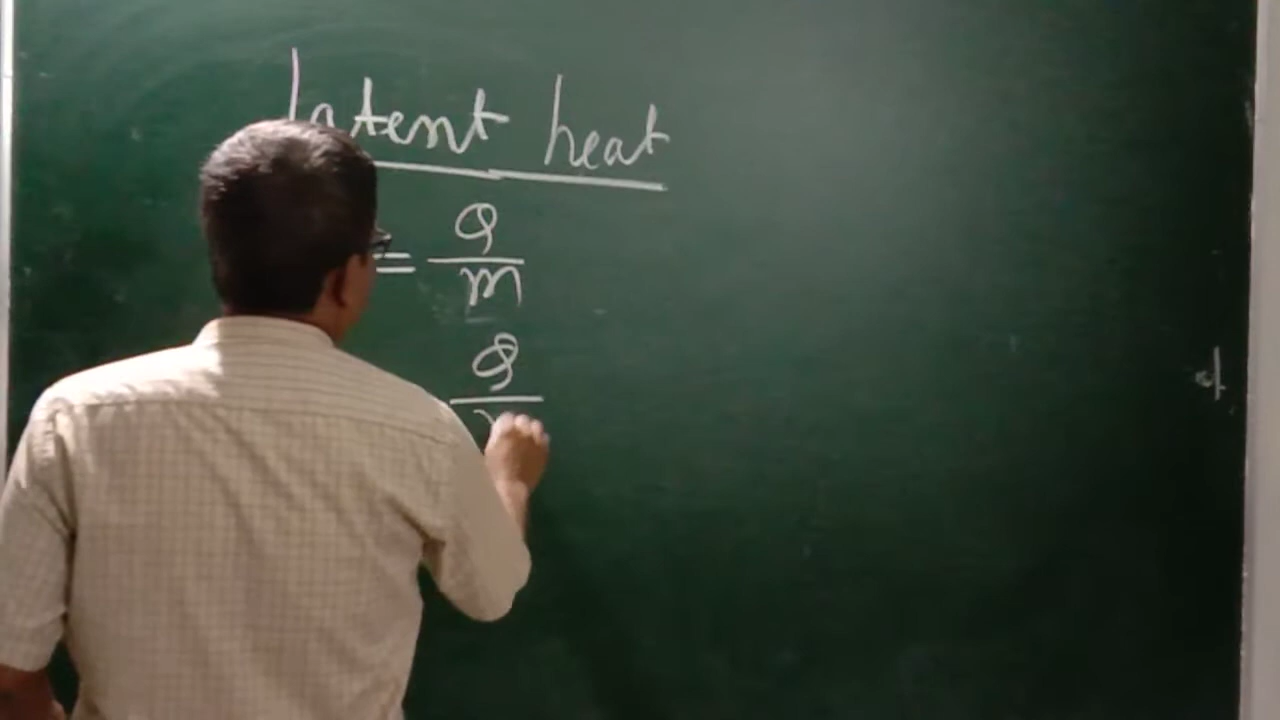 Latent heat
= Q/m
Q